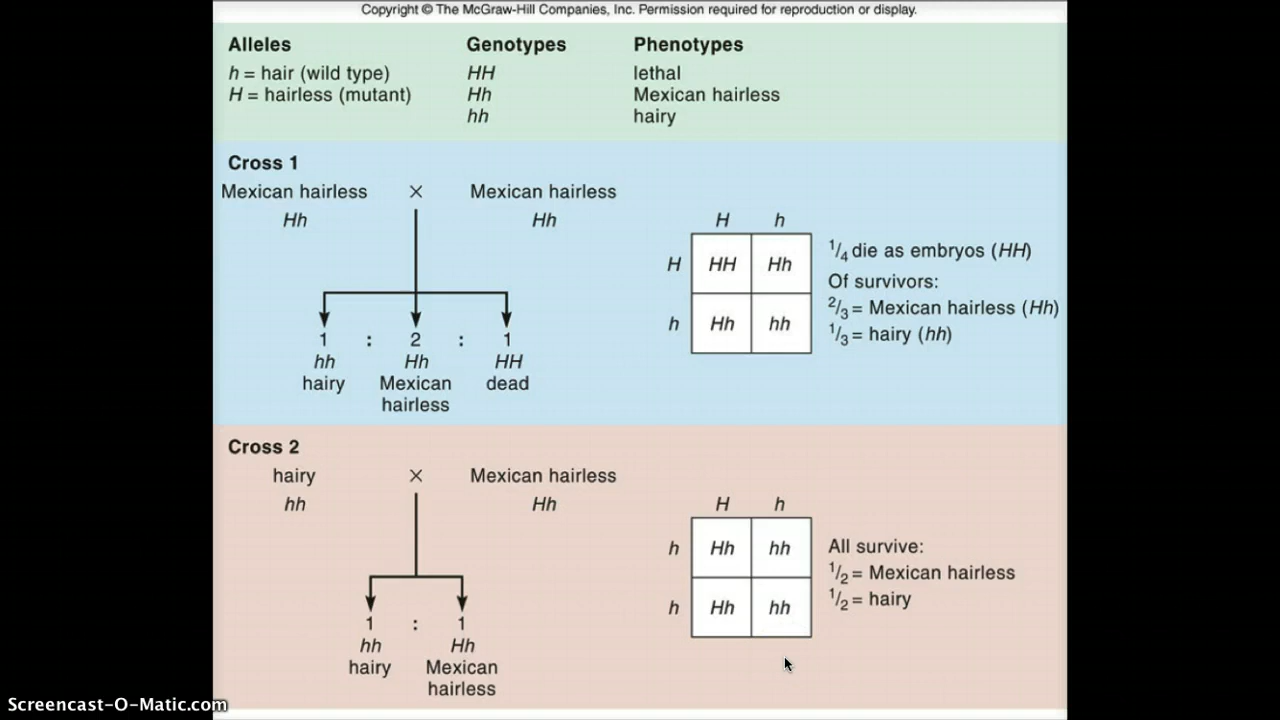 Copyright © The McGraw-Hill Companies, Inc. Permission required for reproduction or display.
Alleles Genotypes Phenotypes
h = hair (wild type) HH lethal
H = hairless (mutant) Hh Mexican hairless
hh hairy
Cross 1
Mexican hairless × Mexican hairless
Hh Hh
H h
H HH Hh
h Hh hh
1/4 die as embryos (HH)
Of survivors:
2/3 = Mexican hairless (Hh)
1/3 = hairy (hh)
1 : 2 : 1
hh Hh HH
hairy Mexican dead
hairless
Cross 2
hairy × Mexican hairless
hh Hh
H h
h Hh hh
h Hh hh
All survive:
1/2 = Mexican hairless
1/2 = hairy
1 : 1
hh Hh
hairy Mexican
hairless
Screencast-O-Matic.com